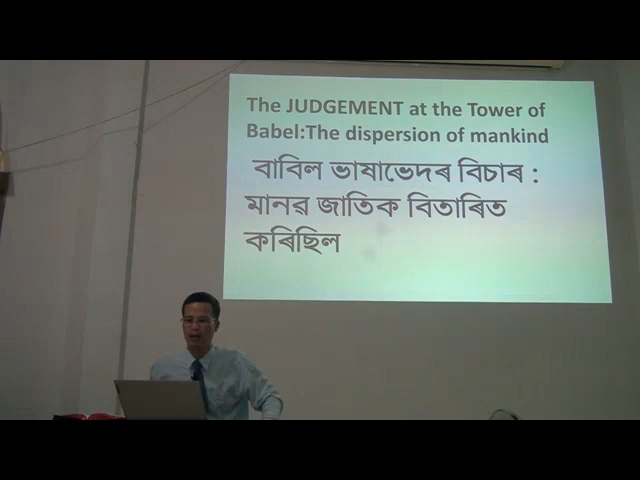 The JUDGEMENT at the Tower of
Babel:The dispersion of mankind
বাবিল ভাষাভেদৰ বিচাৰ :
মানৱ জাতিক বিতাৰিত
কৰিছিল